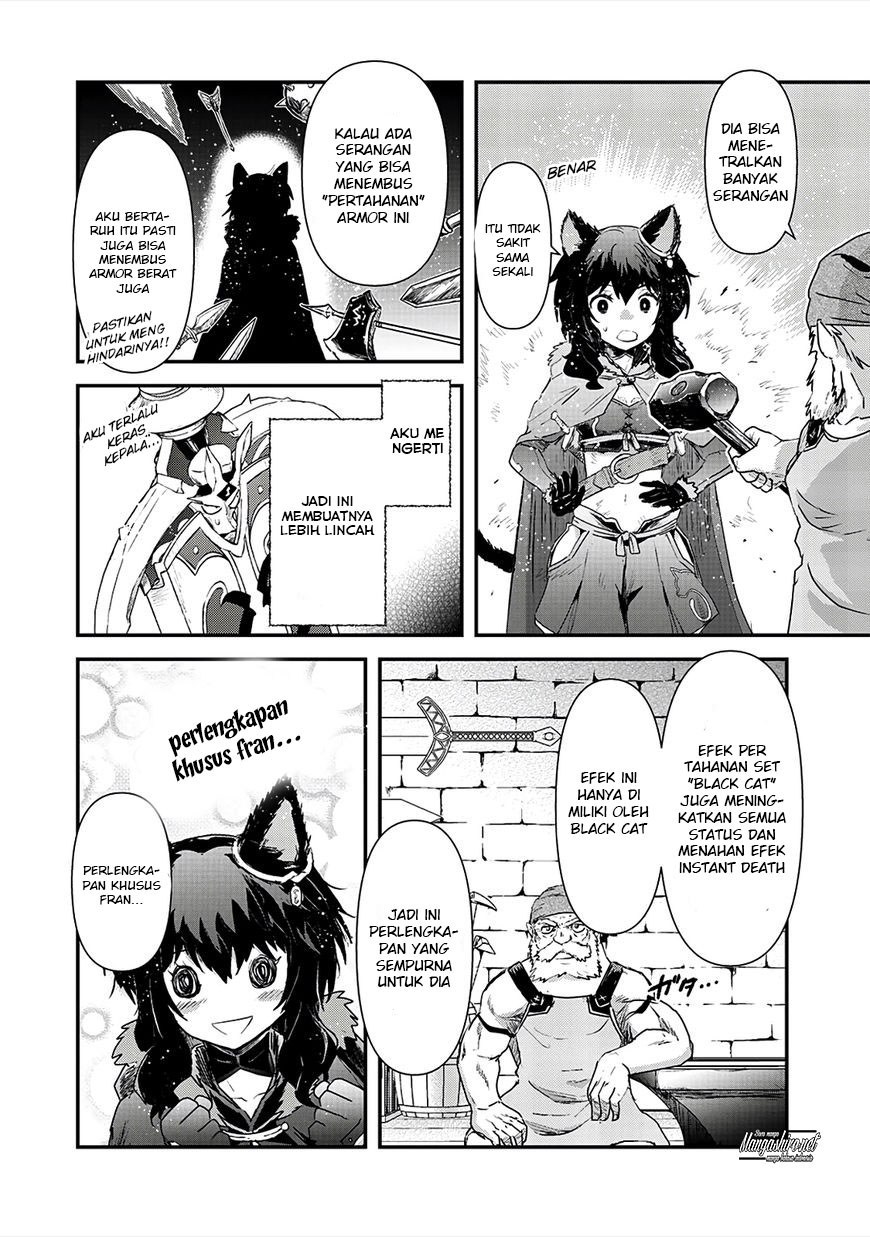 DIA BISA
MENE-
TRALKAN
BANYAK
SERANGAN
BENAR
ITU TIDAK
SAKIT
SAMA
SEKALI
KALAU ADA
SERANGAN
YANG BISA
MENEMBUS
"PERTAHANAN"
ARMOR INI
AKU BERTA-
RUH ITU PASTI
JUGA BISA
MENEMBUS
ARMOR BERAT
JUGA
PASTIKAN
UNTUK MENG
HINDARINYA!!
AKU ME
NGERTI
JADI INI
MEMBUATNYA
LEBIH LINCAH
AKU TERLALU
KERAS
KEPALA...
EFEK PER
TAHANAN SET
"BLACK CAT"
JUGA MENING-
KATKAN SEMUA
STATUS DAN
MENAHAN EFEK
INSTANT DEATH
EFEK INI
HANYA DI
MILIKI OLEH
BLACK CAT
JADI INI
PERLENGKA-
PAN YANG
SEMPURNA
UNTUK DIA
ガタ...
perlengkapan
khusus fran...
PERLENGKA-
PAN KHUSUS
FRAN...
Mangashiro.net